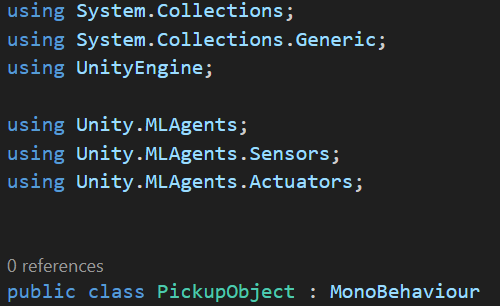 using System.Collections;
using System.Collections.Generic;
using UnityEngine;
using Unity.MLAgents;
using Unity.MLAgents.Sensors;
using Unity.MLAgents.Actuators;
0 references
public class PickupObject : MonoBehaviour